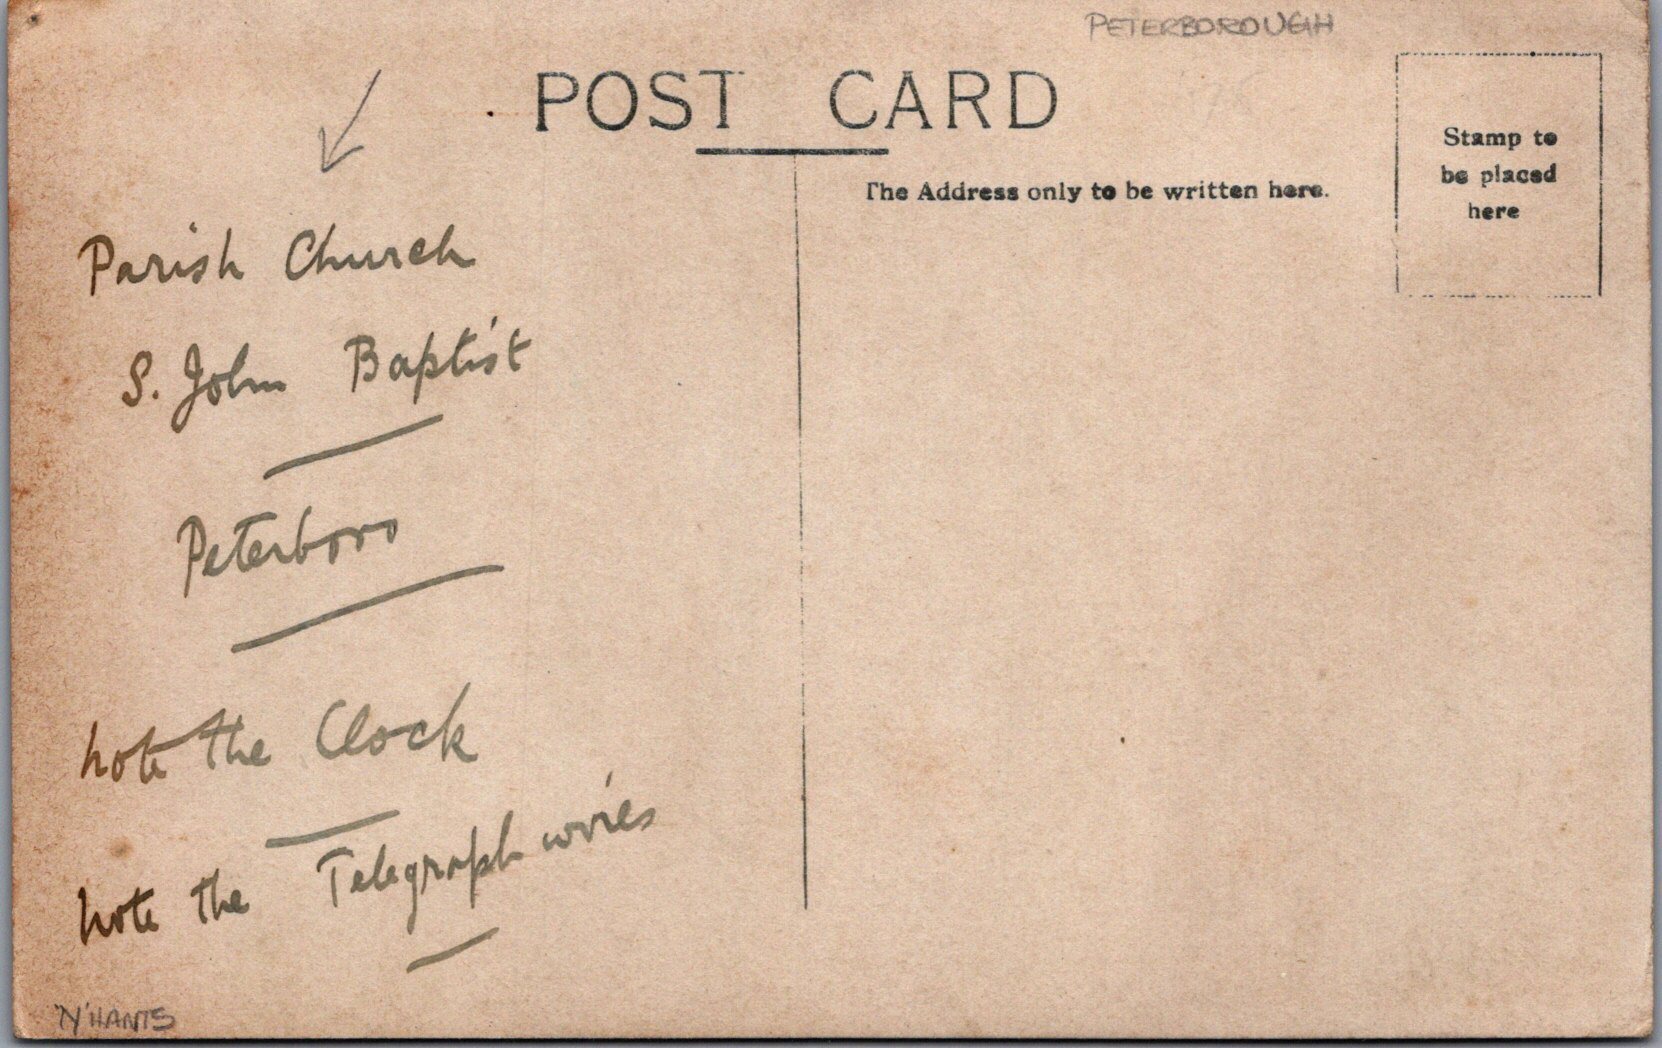 PETERBOROUGH
POST CARD
The Address only to be written here.
Stamp to
be placed
here
Parish Church
S. John Baptist
Peterboro
note the Clock
note the Telegraph wires
N'HANTS